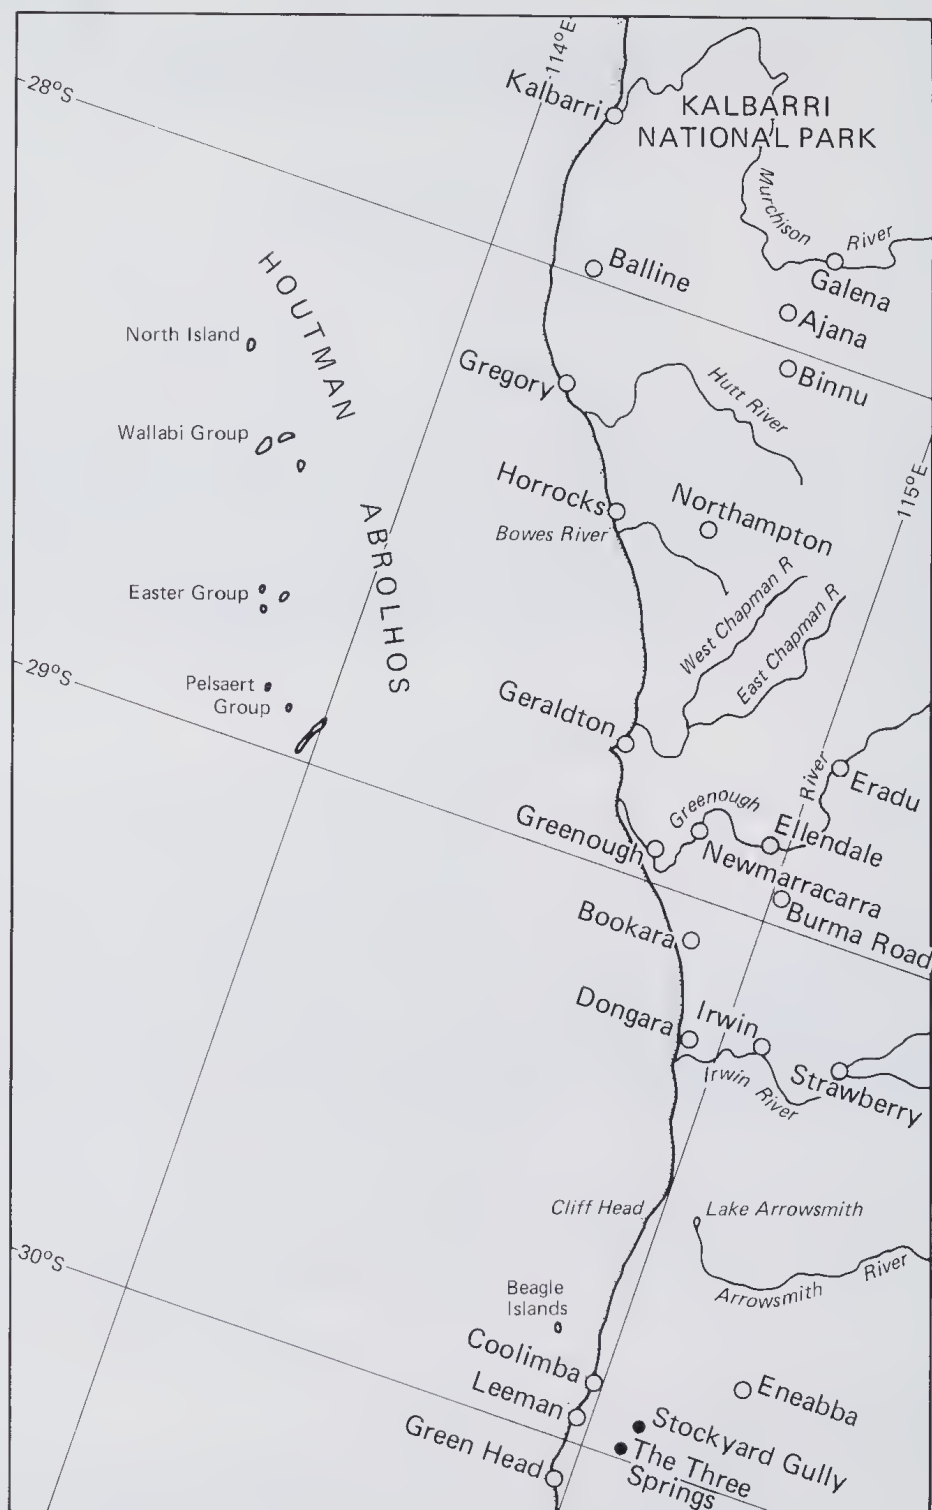 114°E
28°S
Kalbarri
KALBARRI
NATIONAL PARK
Murchison
River
Galena
Balline
Ajana
Binnu
HOUTMAN
North Island
Gregory
Hutt River
Wallabi Group
115°E
Horrocks
Northampton
Bowes River
ABROLHOS
Easter Group
West Chapman R
East Chapman R
29°S
Pelsaert
Group
Geraldton
River
Eradu
Greenough
Ellendale
Greenough
Newmarracarra
Burma Road
Bookara
Dongara
Irwin
Irwin River
Strawberry
Cliff Head
Lake Arrowsmith
30°S
Arrowsmith
River
Beagle
Islands
Coolimba
Leeman
Eneabba
Green Head
Stockyard Gully
The Three
Springs